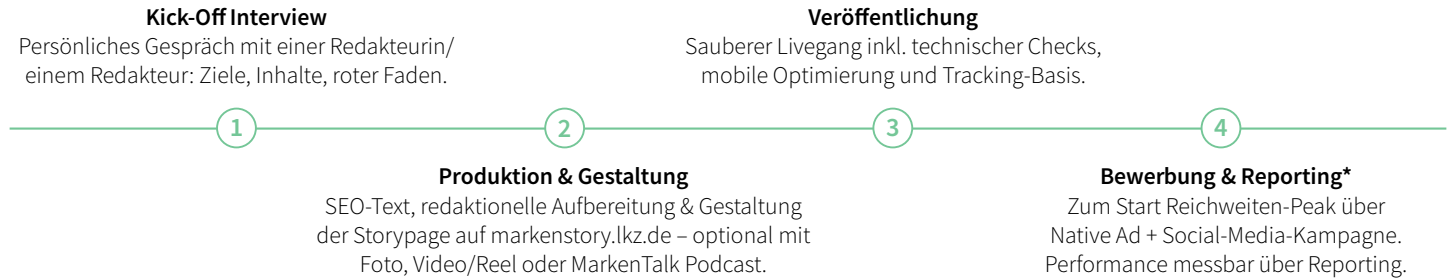 Kick-Off Interview
Persönliches Gespräch mit einer Redakteurin/
einem Redakteur: Ziele, Inhalte, roter Faden.
Veröffentlichung
Sauberer Livegang inkl. technischer Checks,
mobile Optimierung und Tracking-Basis.
1
2
3
4
Produktion & Gestaltung
SEO-Text, redaktionelle Aufbereitung & Gestaltung
der Storypage auf markenstory.lkz.de – optional mit
Foto, Video/Reel oder MarkenTalk Podcast.
Bewerbung & Reporting*
Zum Start Reichweiten-Peak über
Native Ad + Social-Media-Kampagne.
Performance messbar über Reporting.